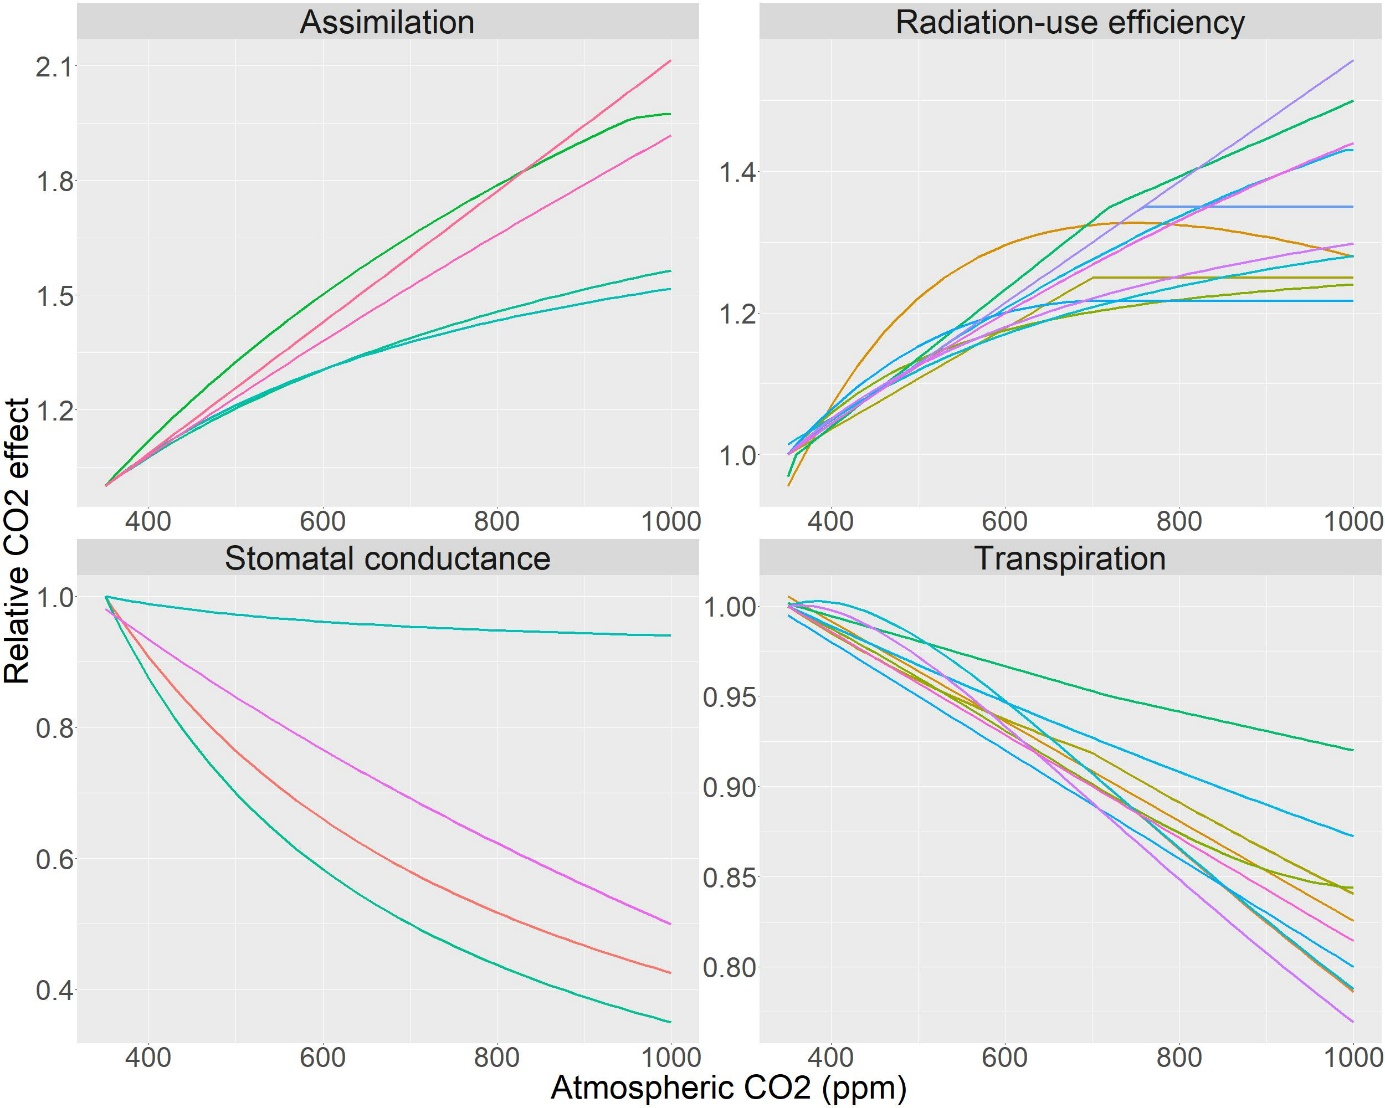 Assimilation
Radiation-use efficiency
2.1
1.8
1.5
1.2
1.4
1.2
1.0
400 600 800 1000
400 600 800 1000
Stomatal conductance
Transpiration
1.0
0.8
0.6
0.4
1.00
0.95
0.90
0.85
0.80
400 600 800 1000
400 600 800 1000
Relative CO2 effect
Atmospheric CO2 (ppm)